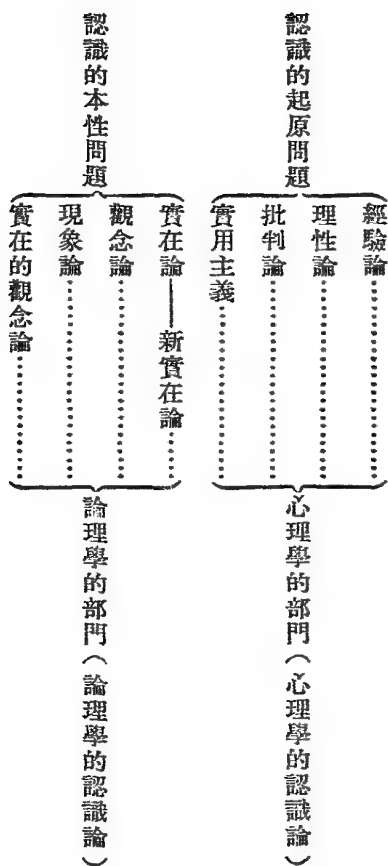 認識的起原問題
經驗論⋯⋯⋯⋯
理性論⋯⋯⋯⋯
批判論⋯⋯⋯⋯
實用主義⋯⋯⋯⋯
心理學的部門（心理學的認識論）
認識的本性問題
實在論——新實在論⋯⋯
觀念論⋯⋯⋯⋯
現象論⋯⋯⋯⋯
實在的觀念論⋯⋯⋯⋯
論理學的部門（論理學的認識論）